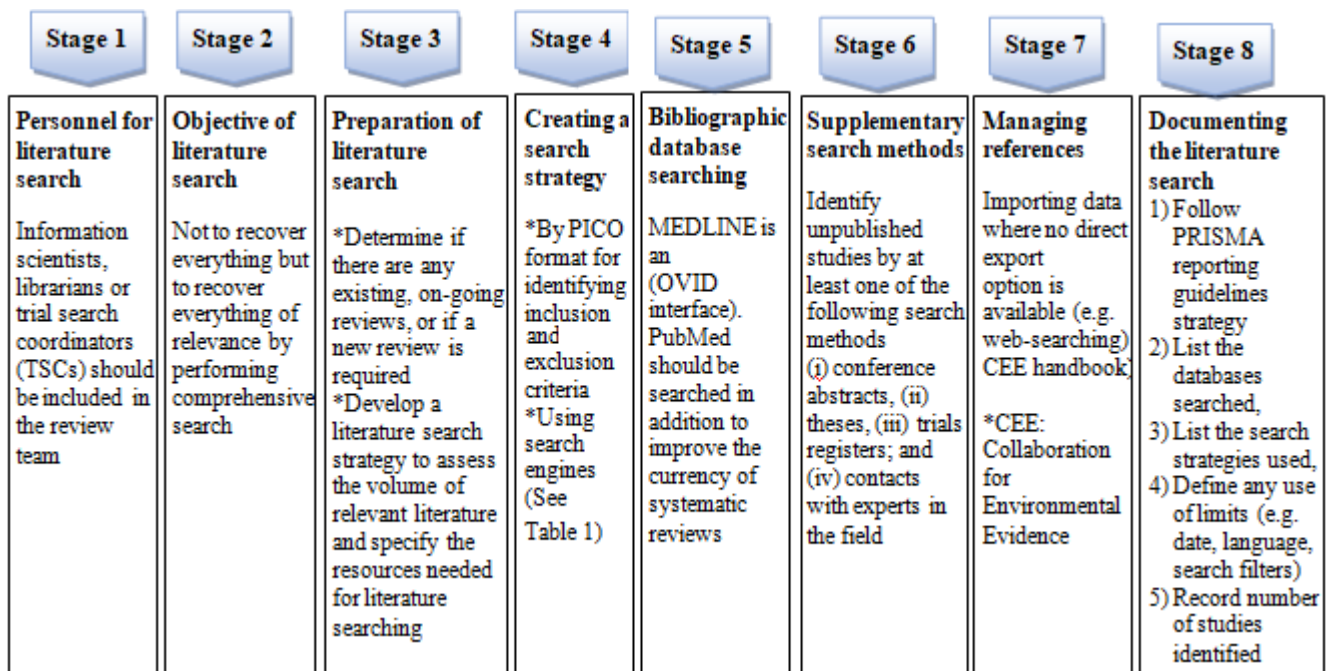 Stage 1
Personnel for
literature
search
Information
scientists,
librarians or
trial search
coordinators
(TSCs) should
be included in
the review
team
Stage 2
Objective of
literature
search
Not to recover
everything but
to recover
everything of
relevance by
performing
comprehensive
search
Stage 3
Preparation of
literature
search
*Determine if
there are any
existing, on-going
reviews, or if a
new review is
required
*Develop a
literature search
strategy to assess
the volume of
relevant literature
and specify the
resources needed
for literature
searching
Stage 4
Creating a
search
strategy
*By PICO
format for
identifying
inclusion
and
exclusion
criteria
*Using
search
engines
(See
Table 1)
Stage 5
Bibliographic
database
searching
MEDLINE is
an
(OVID
interface).
PubMed
should be
searched in
addition to
improve the
currency of
systematic
reviews
Stage 6
Supplementary
search methods
Identify
unpublished
studies by at
least one of the
following search
methods
(i) conference
abstracts, (ii)
theses, (iii) trials
registers; and
(iv) contacts
with experts in
the field
Stage 7
Managing
references
Importing data
where no direct
export
option is
available (e.g.
web-searching)
CEE handbook)
*CEE:
Collaboration
for
Environmental
Evidence
Stage 8
Documenting
the literature
search
1) Follow
PRISMA
reporting
guidelines
strategy
2) List the
databases
searched,
3) List the search
strategies used,
4) Define any use
of limits (e.g.
date, language,
search filters)
5) Record number
of studies
identified